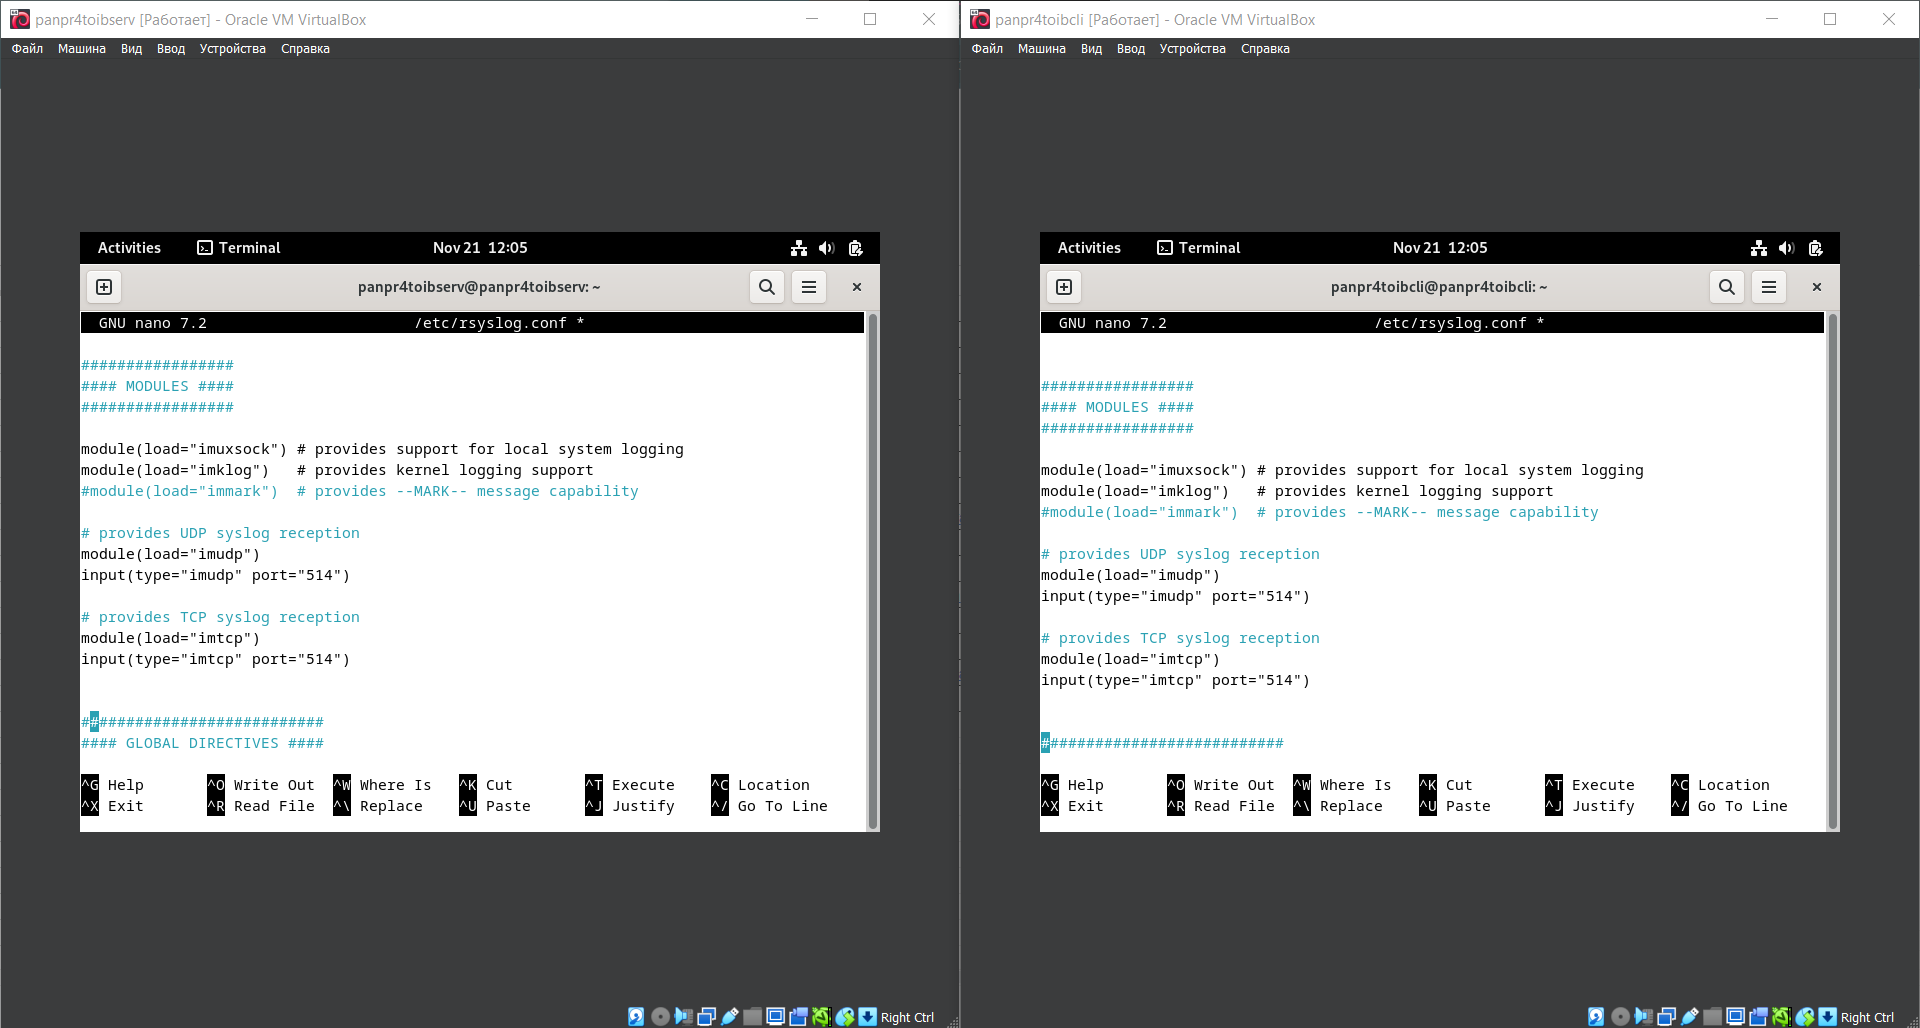 panpr4toibserv [Работает] - Oracle VM VirtualBox
Файл Машина Вид Ввод Устройства Справка
Activities Terminal Nov 21 12:05
panpr4toibserv@panpr4toibserv: ~
GNU nano 7.2 /etc/rsyslog.conf *
#################
#### MODULES ####
#################
module(load="imuxsock") # provides support for local system logging
module(load="imklog")   # provides kernel logging support
#module(load="immark")  # provides --MARK-- message capability
# provides UDP syslog reception
module(load="imudp")
input(type="imudp" port="514")
# provides TCP syslog reception
module(load="imtcp")
input(type="imtcp" port="514")
###########################
#### GLOBAL DIRECTIVES ####
^G Help ^O Write Out ^W Where Is ^K Cut ^T Execute ^C Location
^X Exit ^R Read File ^\ Replace ^U Paste ^J Justify ^/ Go To Line
Right Ctrl
panpr4toibcli [Работает] - Oracle VM VirtualBox
Файл Машина Вид Ввод Устройства Справка
Activities Terminal Nov 21 12:05
panpr4toibcli@panpr4toibcli: ~
GNU nano 7.2 /etc/rsyslog.conf *
#################
#### MODULES ####
#################
module(load="imuxsock") # provides support for local system logging
module(load="imklog")   # provides kernel logging support
#module(load="immark")  # provides --MARK-- message capability
# provides UDP syslog reception
module(load="imudp")
input(type="imudp" port="514")
# provides TCP syslog reception
module(load="imtcp")
input(type="imtcp" port="514")
###########################
^G Help ^O Write Out ^W Where Is ^K Cut ^T Execute ^C Location
^X Exit ^R Read File ^\ Replace ^U Paste ^J Justify ^/ Go To Line
Right Ctrl